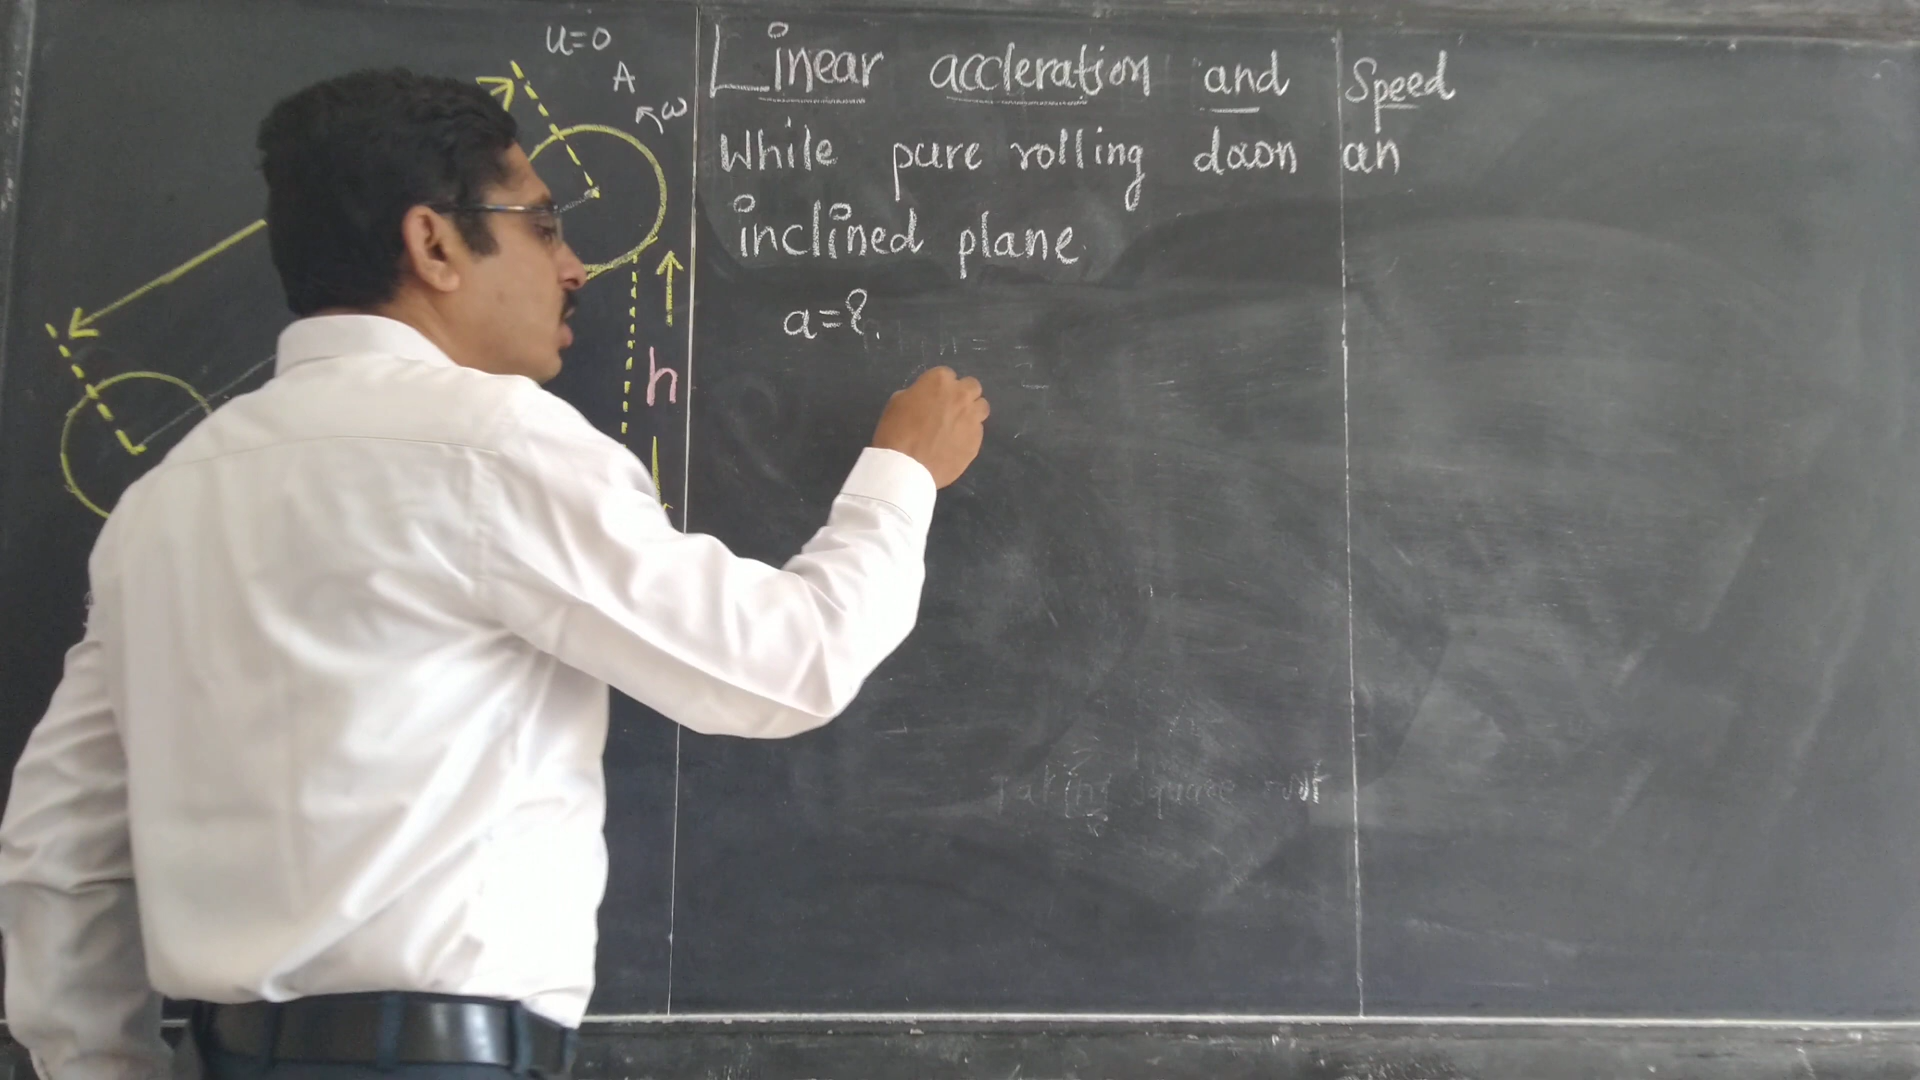 u=0
A
ω
h
Linear accleration and Speed
While pure rolling down an
inclined plane
a=?.
Taking square root